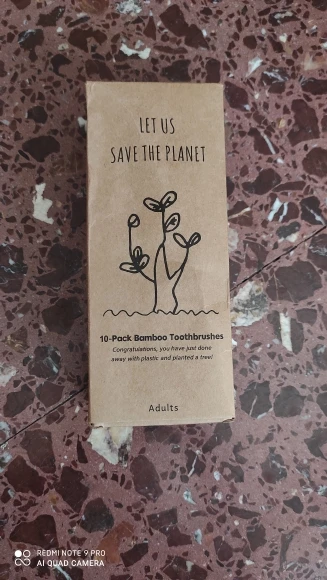 LET US
SAVE THE PLANET
10-Pack Bamboo Toothbrushes
Congratulations, you have just done
away with plastic and planted a tree!
Adults
REDMI NOTE 9 PRO
AI QUAD CAMERA